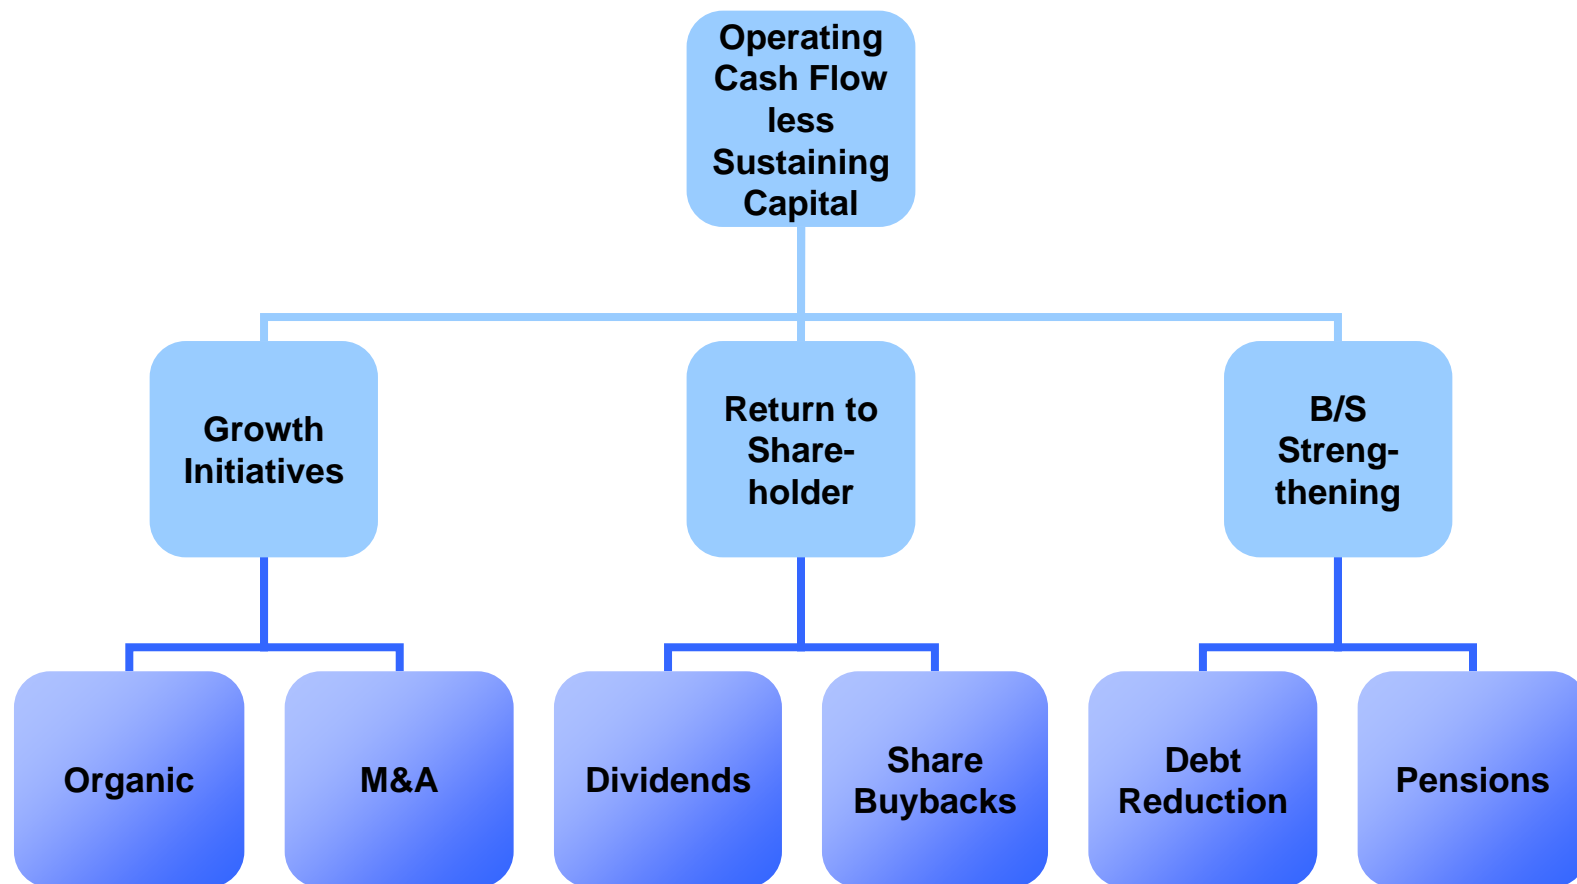 Operating
Cash Flow
less
Sustaining
Capital
Growth
Initiatives
Return to
Share-
holder
B/S
Streng-
thening
Organic
M&A
Dividends
Share
Buybacks
Debt
Reduction
Pensions